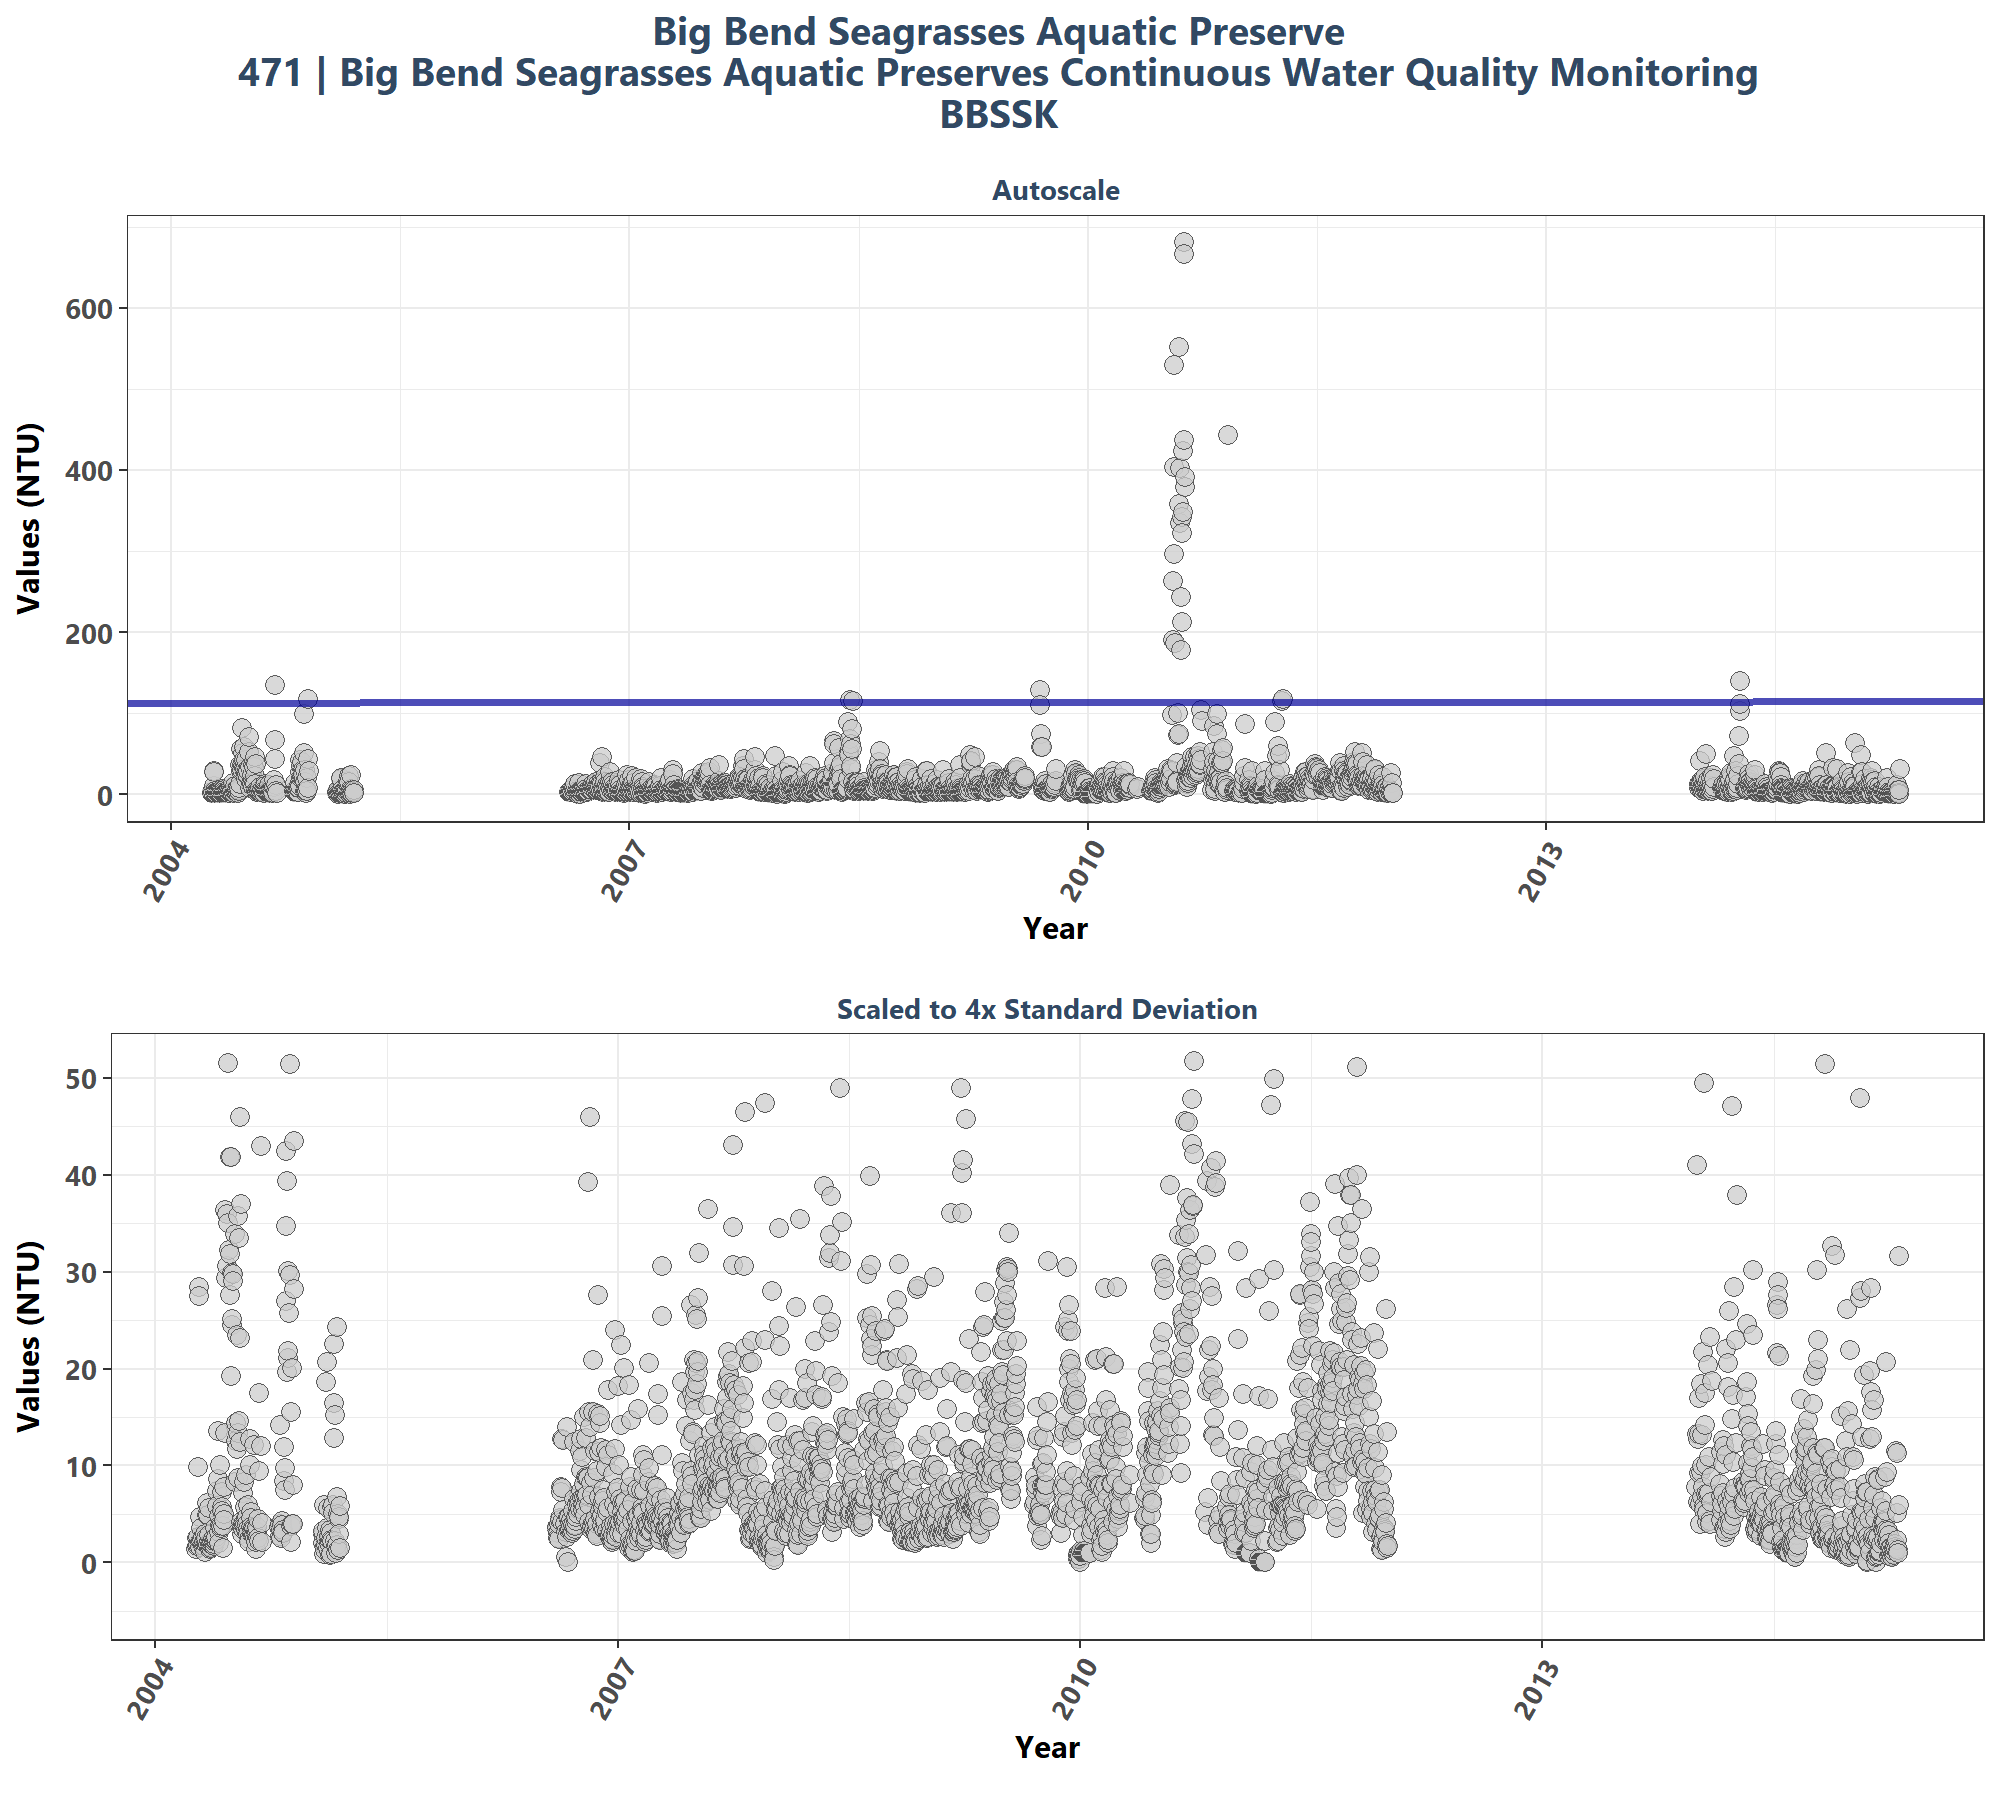 Big Bend Seagrasses Aquatic Preserve
471 | Big Bend Seagrasses Aquatic Preserves Continuous Water Quality Monitoring
BBSSK
Autoscale
Values (NTU)
600
400
200
0
2004
2007
2010
2013
Year
Scaled to 4x Standard Deviation
Values (NTU)
50
40
30
20
10
0
2004
2007
2010
2013
Year